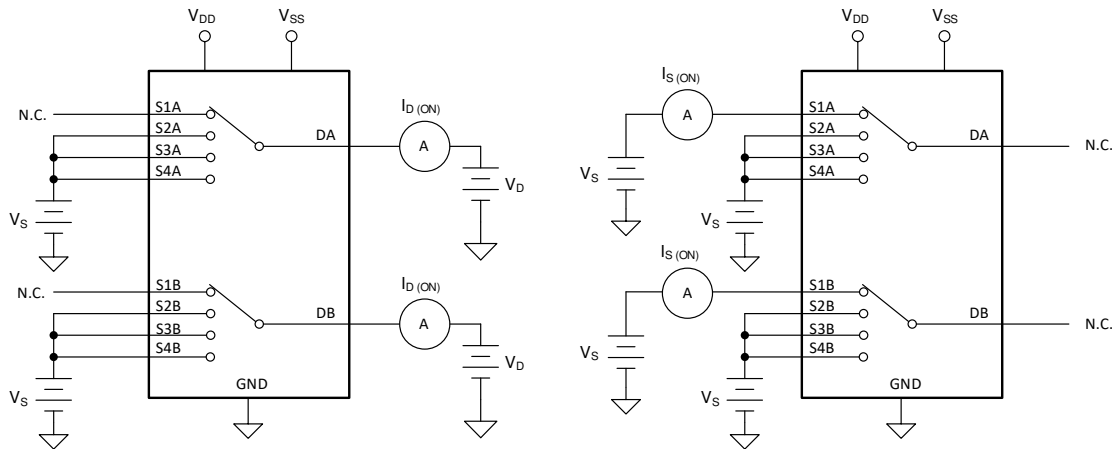 VDD VSS
N.C. S1A
S2A
S3A
S4A
DA
ID (ON)
A
VS
VD
N.C. S1B
S2B
S3B
S4B
DB
ID (ON)
A
VS
VD
GND
VDD VSS
IS (ON)
A
S1A
S2A
S3A
S4A
DA
N.C.
VS
VS
IS (ON)
A
S1B
S2B
S3B
S4B
DB
N.C.
VS
VS
GND